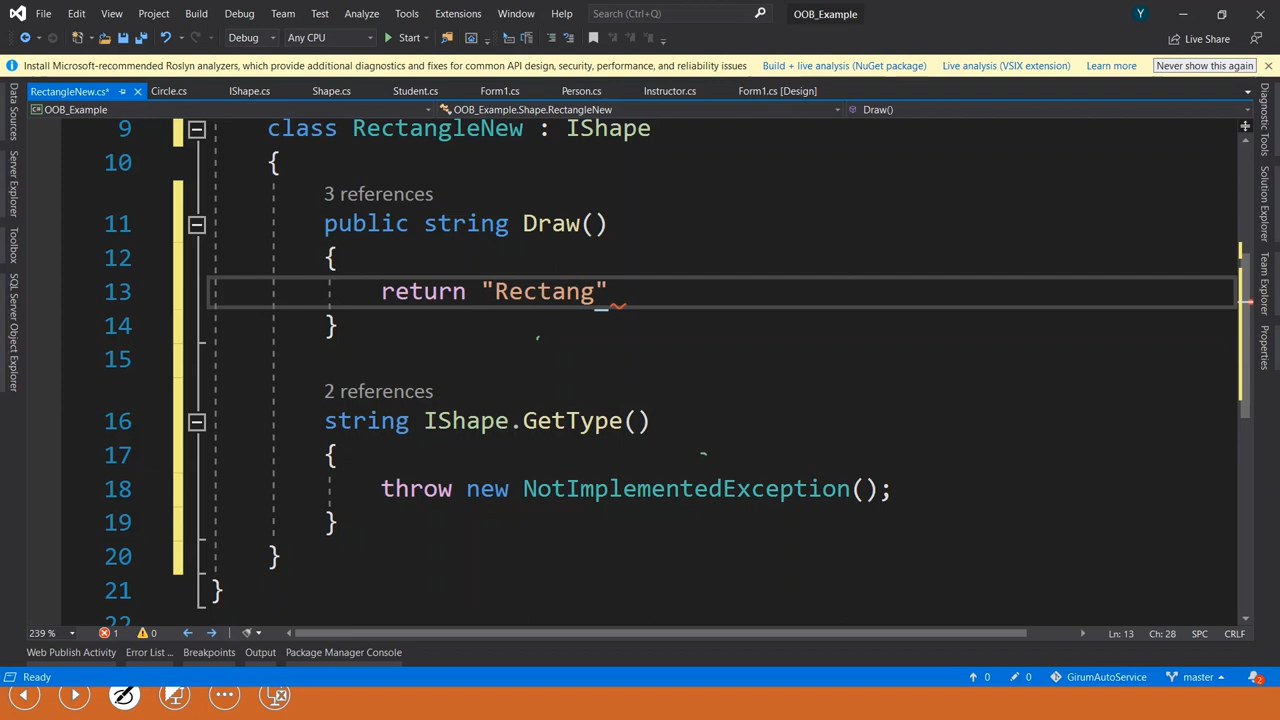 File Edit View Project Build Debug Team Test Analyze Tools Extensions Window Help Search (Ctrl+Q) OOB_Example Y
Debug Any CPU Start Live Share
Install Microsoft-recommended Roslyn analyzers, which provide additional diagnostics and fixes for common API design, security, performance, and reliability issues Build + live analysis (NuGet package) Live analysis (VSIX extension) Learn more Never show this again
RectangleNew.cs* Circle.cs IShape.cs Shape.cs Student.cs Form1.cs Person.cs Instructor.cs Form1.cs [Design]
OOB_Example OOB_Example.Shape.RectangleNew Draw()
Data Sources
Server Explorer
Toolbox
SQL Server Object Explorer
9 class RectangleNew : IShape
10 {
3 references
11 public string Draw()
12 {
13 return "Rectang"
14 }
15
2 references
16 string IShape.GetType()
17 {
18 throw new NotImplementedException();
19 }
20 }
21 }
22
Diagnostic Tools
Solution Explorer
Team Explorer
Properties
239 % 1 0 Ln: 13 Ch: 28 SPC CRLF
Web Publish Activity Error List ... Breakpoints Output Package Manager Console
Ready 0 0 GirumAutoService master 2